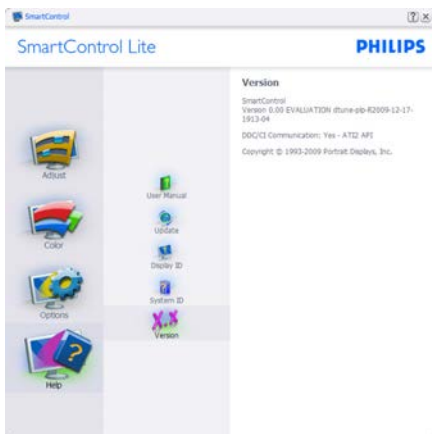 SmartControl
SmartControl Lite
PHILIPS
Adjust
Color
Options
Help
User Manual
Update
Display ID
System ID
Version
Version
SmartControl
Version 0.00 EVALUATION dtune-plp-R2009-12-17-
1913-04
DDC/CI Communication: Yes - ATI2 API
Copyright © 1993-2009 Portrait Displays, Inc.